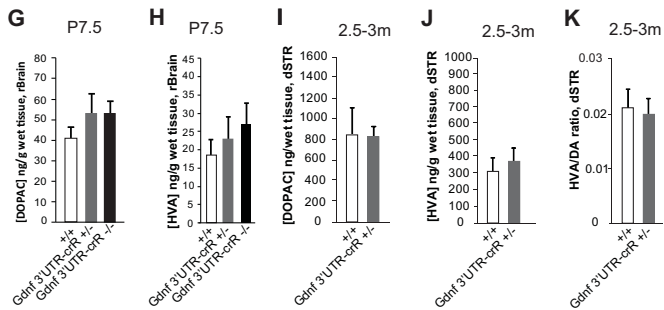 G
P7.5
[DOPAC] ng/g wet tissue, rBrain
80
70
60
50
40
30
20
10
0
+/+
Gdnf 3'UTR-crR +/-
Gdnf 3'UTR-crR -/-
H
P7.5
[HVA] ng/g wet tissue, rBrain
45
40
35
30
25
20
15
10
5
0
+/+
Gdnf 3'UTR-crR +/-
Gdnf 3'UTR-crR -/-
I
2.5-3m
[DOPAC] ng/wet tissue, dSTR
1600
1400
1200
1000
800
600
400
200
0
+/+
Gdnf 3'UTR-crR +/-
J
2.5-3m
[HVA] ng/g wet tissue, dSTR
1000
900
800
700
600
500
400
300
200
100
0
+/+
Gdnf 3'UTR-crR +/-
K
2.5-3m
HVA/DA ratio, dSTR
0.03
0.02
0.01
0
+/+
Gdnf 3'UTR-crR +/-